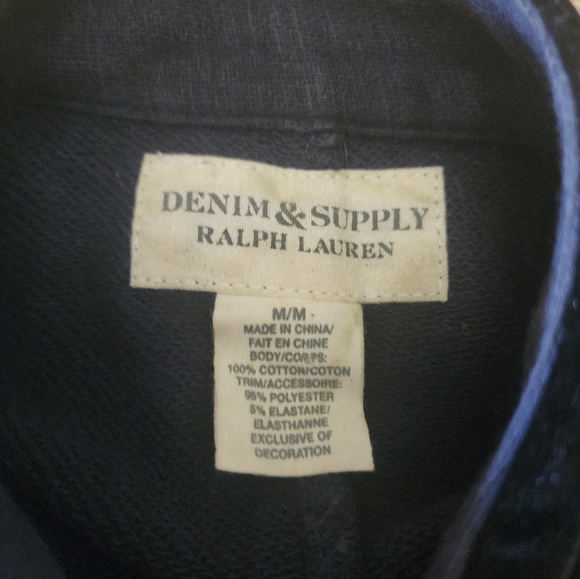 DENIM & SUPPLY
RALPH LAUREN
M/M -
MADE IN CHINA/
FAIT EN CHINE
BODY/CORPS:
100% COTTON/COTON
TRIM/ACCESSOIRE:
95% POLYESTER
5% ELASTANE/
ELASTHANNE
EXCLUSIVE OF
DECORATION